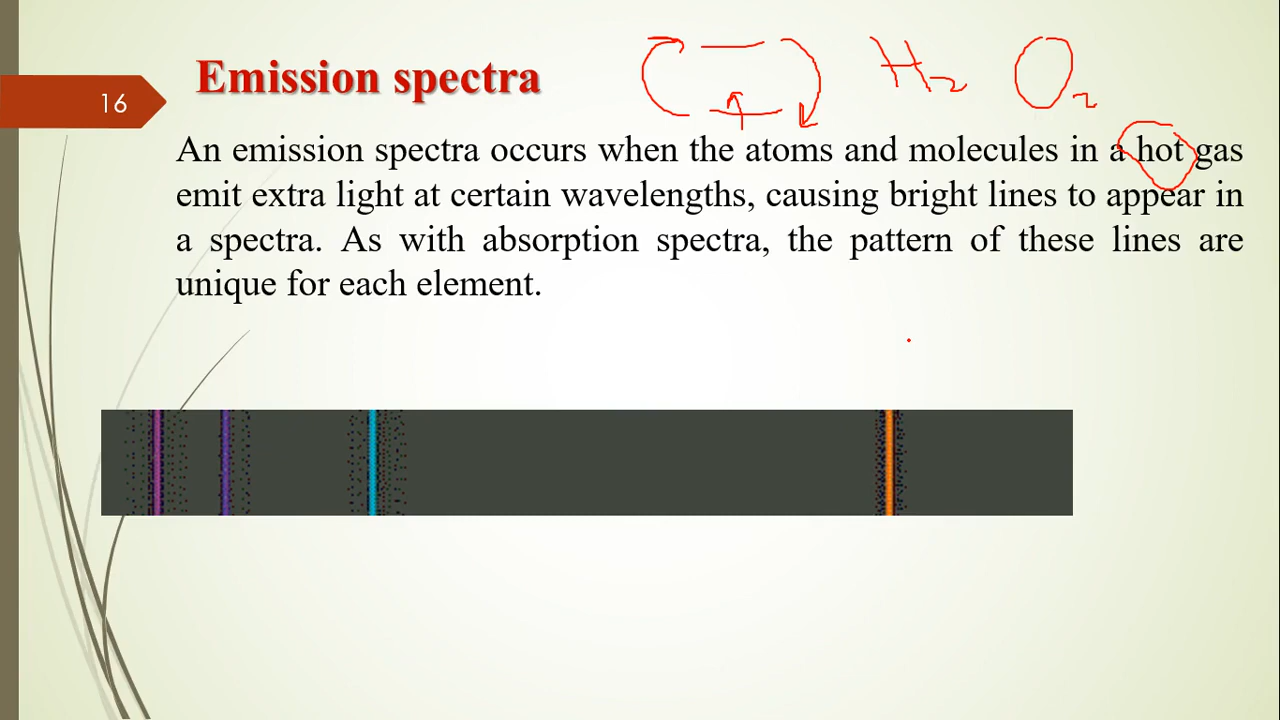 H2 O2
16
Emission spectra
An emission spectra occurs when the atoms and molecules in a hot gas
emit extra light at certain wavelengths, causing bright lines to appear in
a spectra. As with absorption spectra, the pattern of these lines are
unique for each element.